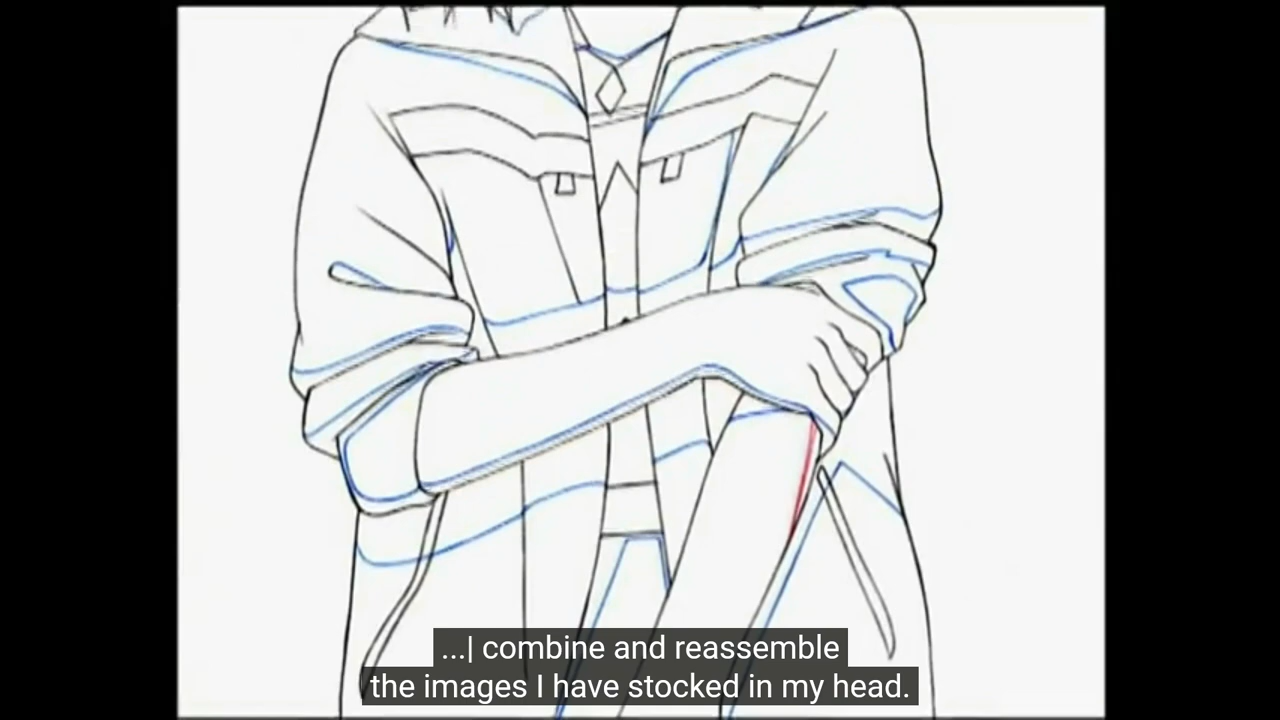 ...| combine and reassemble
the images I have stocked in my head.